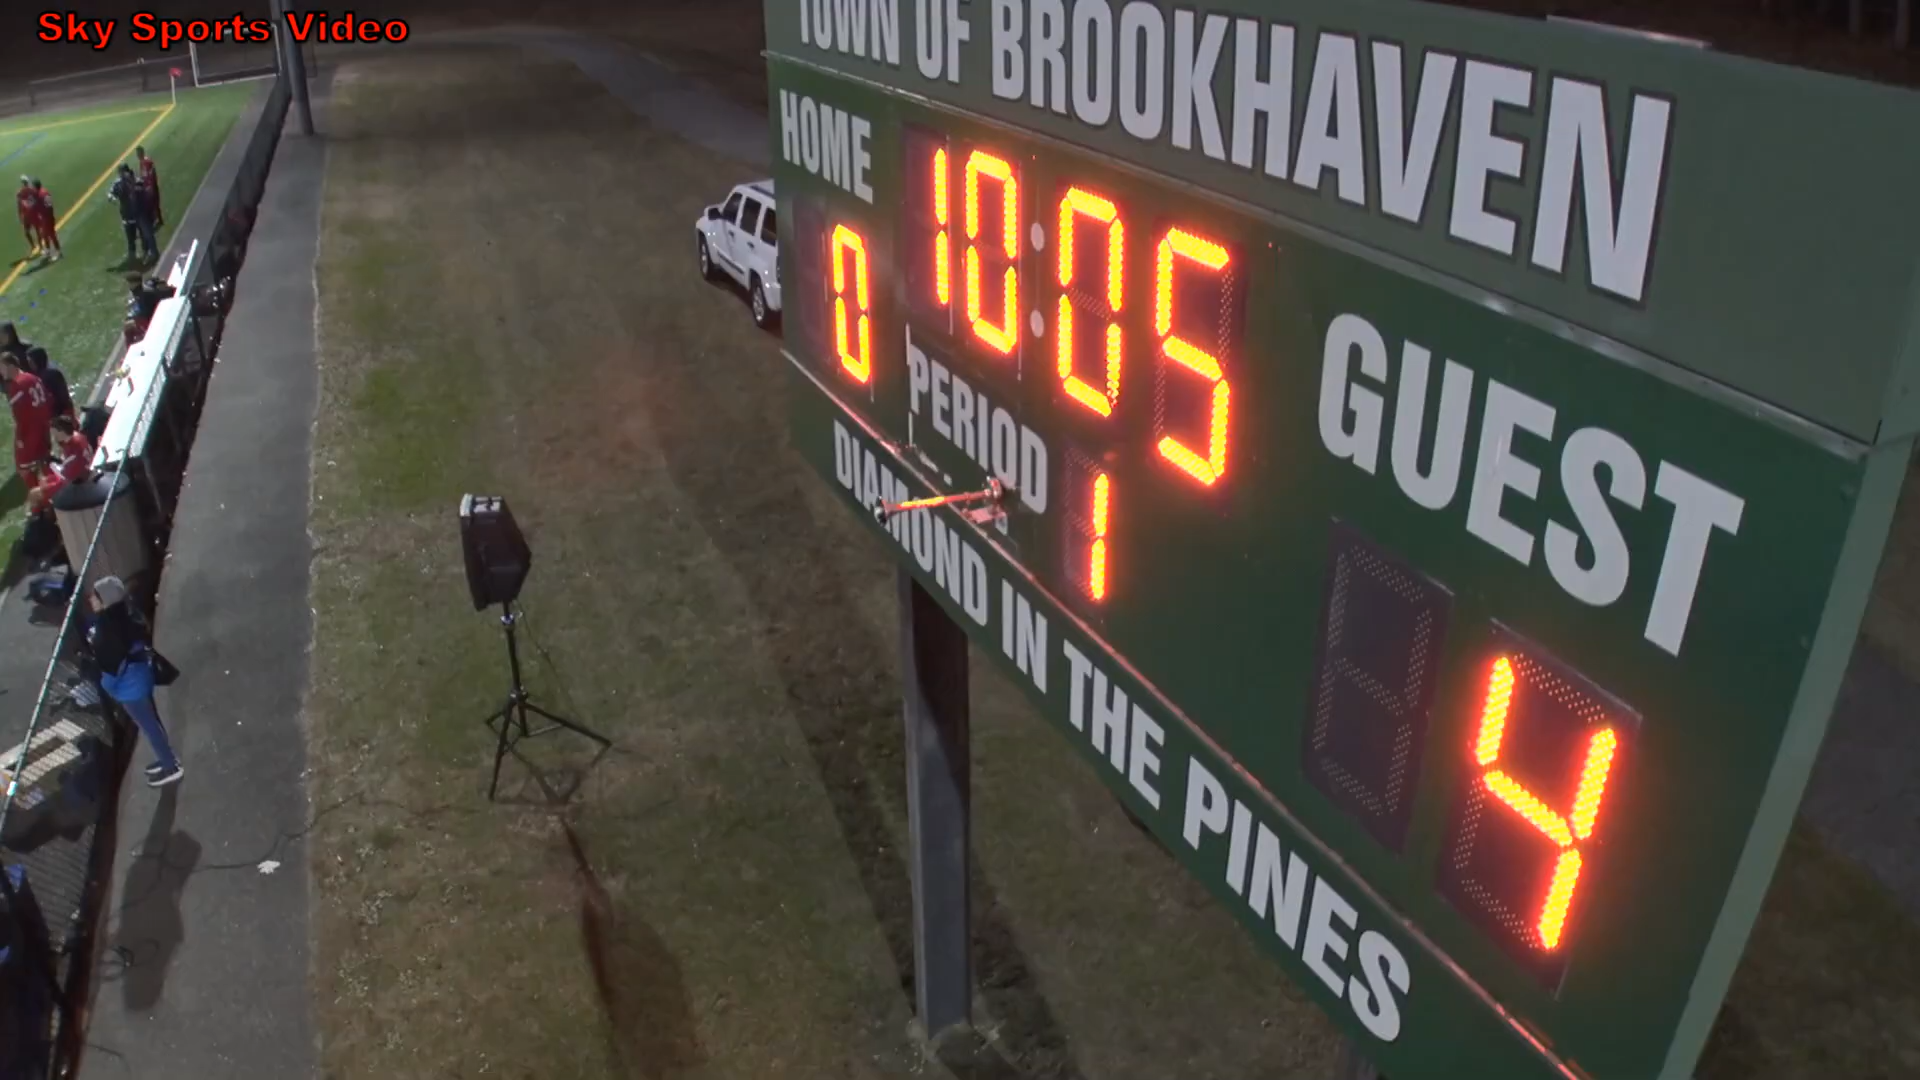 Sky Sports Video
TOWN OF BROOKHAVEN
HOME
10:05
0
GUEST
PERIOD
1
4
DIAMOND IN THE PINES